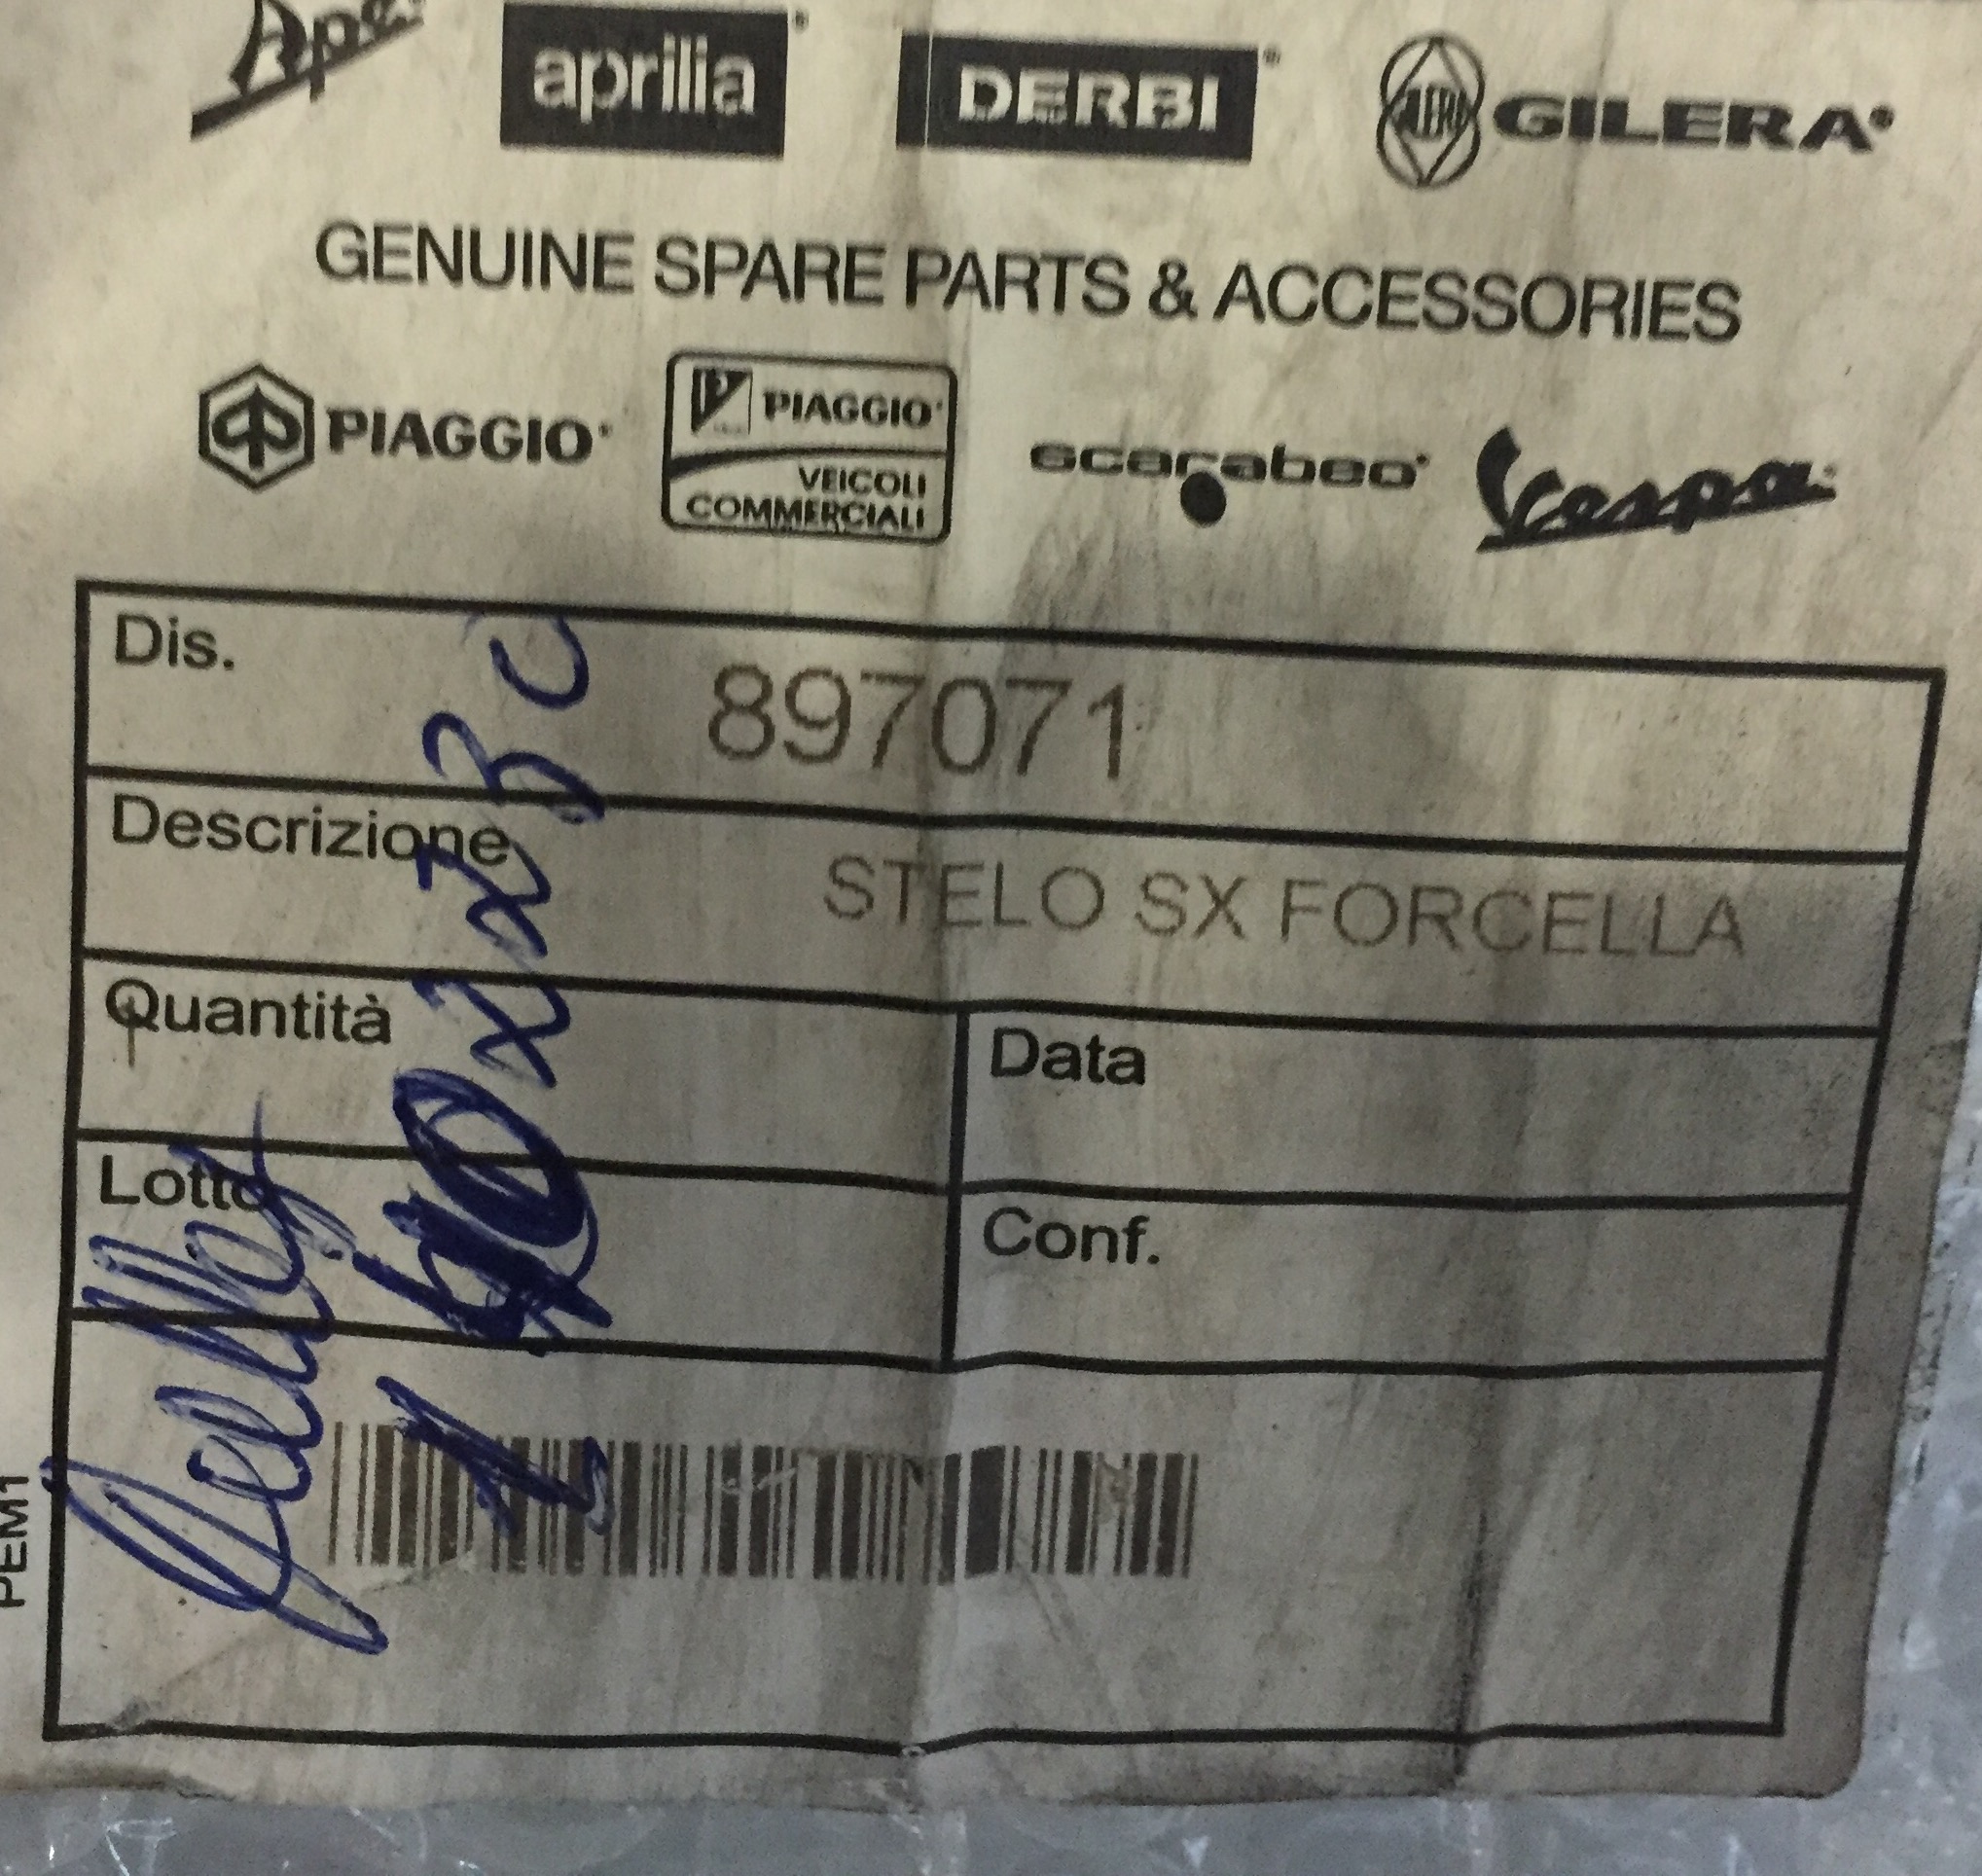 Ape
aprilia® DERBI® GILERA GILERA®
GENUINE SPARE PARTS & ACCESSORIES
PIAGGIO® PIAGGIO® scarabeo® Vespa®
VEICOLI
COMMERCIALI
Dis. 897071
Descrizione STELO SX FORCELLA
Quantità Data
Lotto Conf.
PEM1